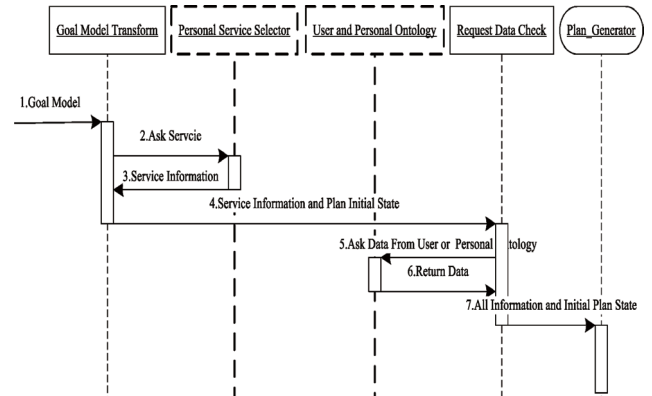 Goal Model Transform
Personal Service Selector
User and Personal Ontology
Request Data Check
Plan_Generator
1.Goal Model
2.Ask Servcie
3.Service Information
4.Service Information and Plan Initial State
5.Ask Data From User or Personal tology
6.Return Data
7.All Information and Initial Plan State